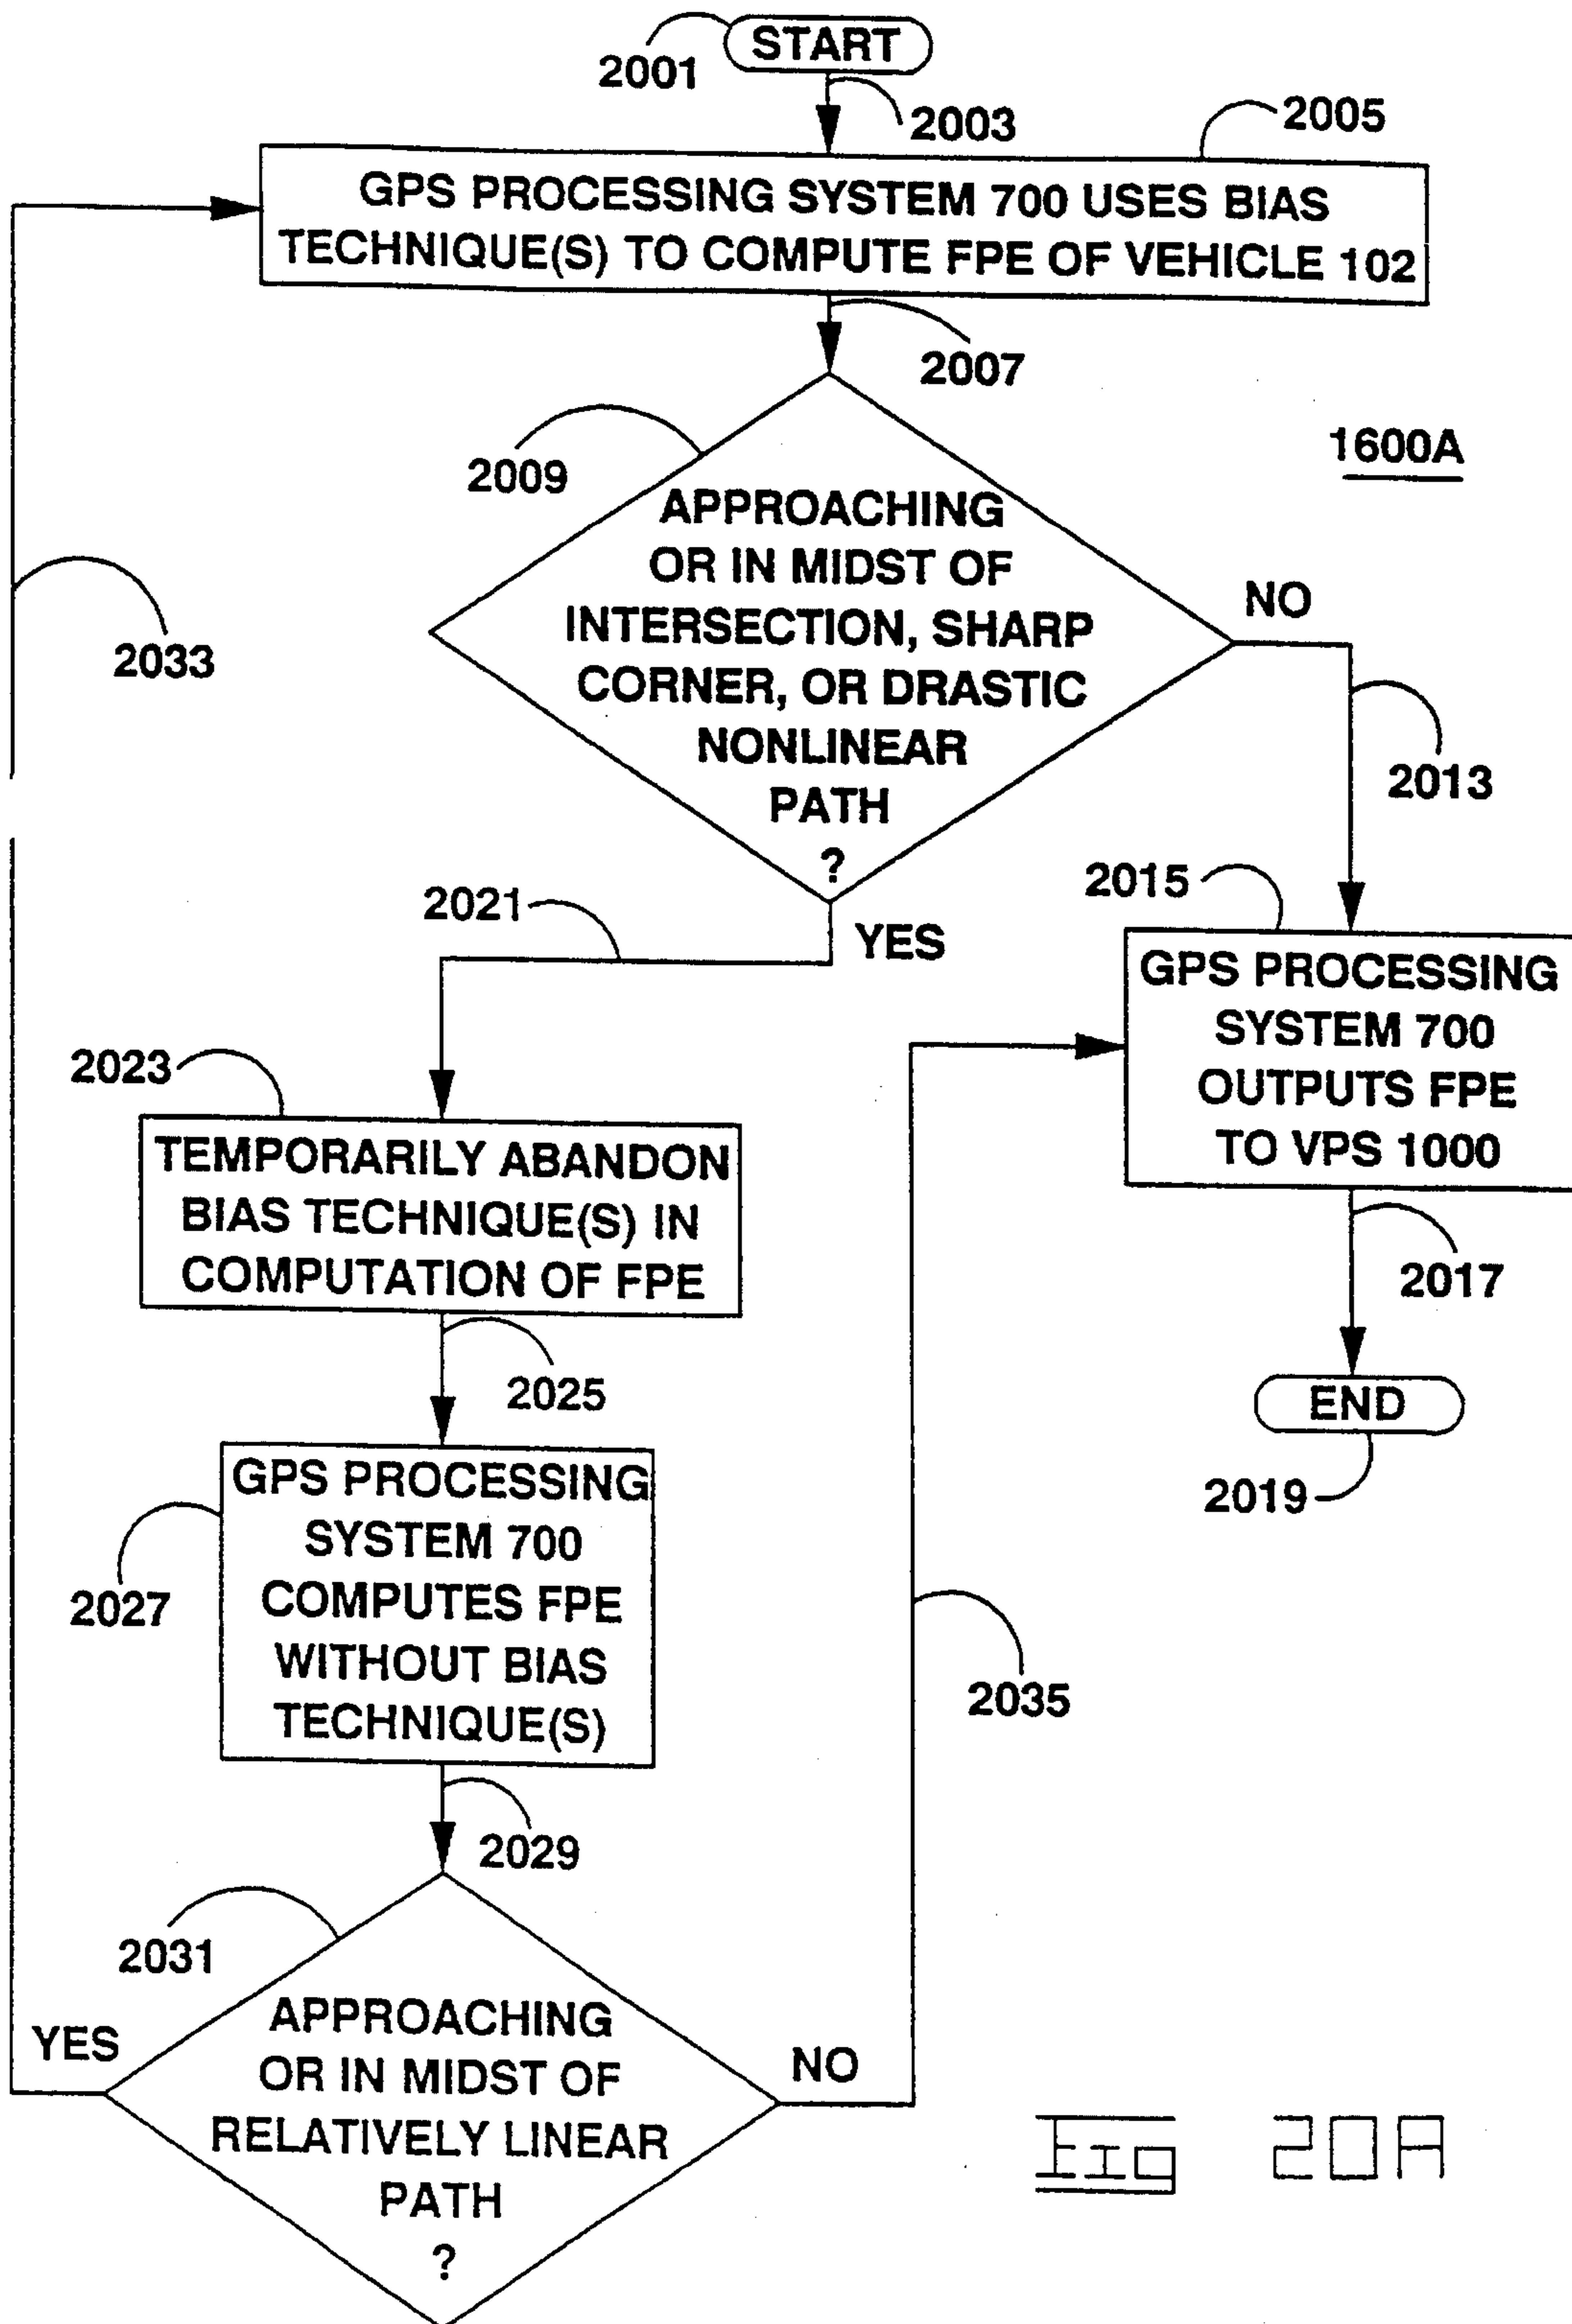 START
2001
2003
2005
GPS PROCESSING SYSTEM 700 USES BIAS
TECHNIQUE(S) TO COMPUTE FPE OF VEHICLE 102
2007
1600A
2009
APPROACHING
OR IN MIDST OF
INTERSECTION, SHARP
CORNER, OR DRASTIC
NONLINEAR
PATH
?
NO
2033
2013
2021
YES
2015
GPS PROCESSING
SYSTEM 700
OUTPUTS FPE
TO VPS 1000
2023
TEMPORARILY ABANDON
BIAS TECHNIQUE(S) IN
COMPUTATION OF FPE
2017
2025
END
2019
GPS PROCESSING
SYSTEM 700
COMPUTES FPE
WITHOUT BIAS
TECHNIQUE(S)
2027
2035
2029
2031
APPROACHING
OR IN MIDST OF
RELATIVELY LINEAR
PATH
?
YES
NO
Fig 20A